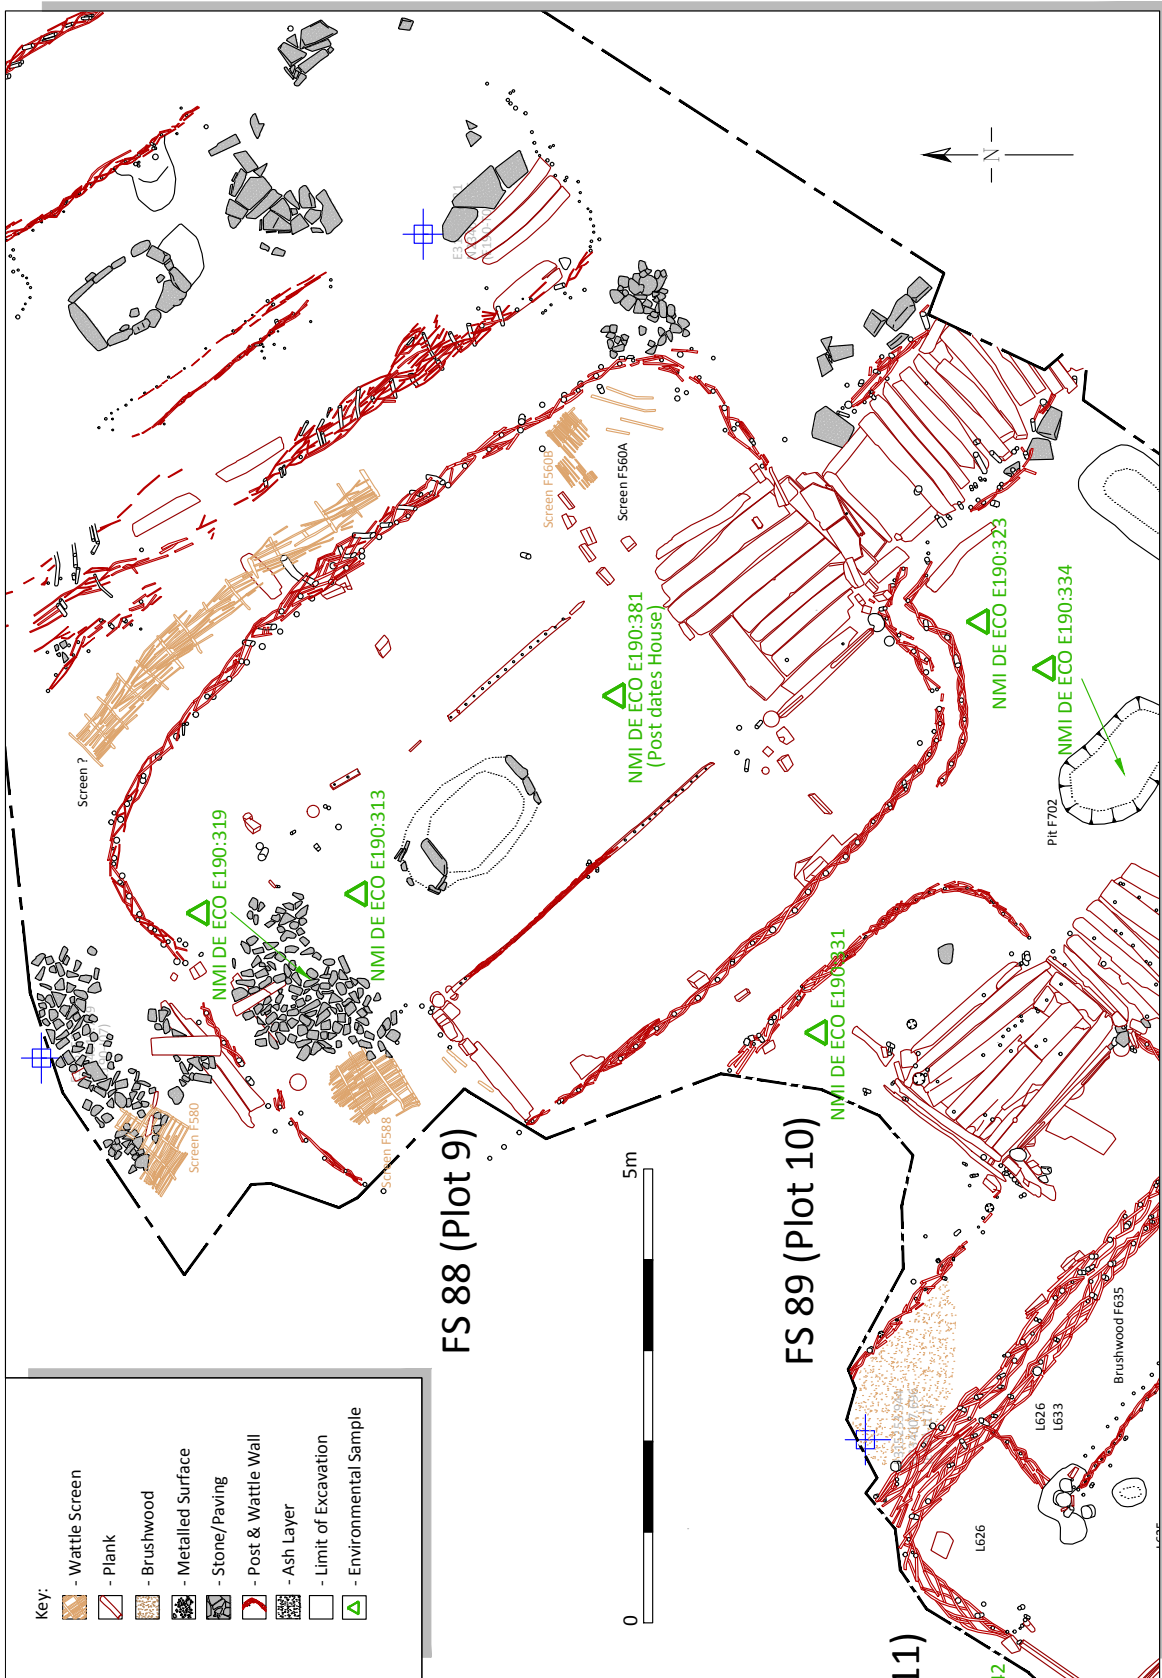 Key:
- Wattle Screen
- Plank
- Brushwood
- Metalled Surface
- Stone/Paving
- Post & Wattle Wall
- Ash Layer
- Limit of Excavation
- Environmental Sample
Screen ?
NMI DE ECO E190:319
NMI DE ECO E190:313
Screen F580
Screen F588
FS 88 (Plot 9)
Screen F560B
Screen F560A
NMI DE ECO E190:381
(Post dates House)
N
NMI DE ECO E190:323
NMI DE ECO E190:334
Pit F702
NMI DE ECO E190:331
FS 89 (Plot 10)
0
5m
Brushwood F635
L626
L633
L626
11)
42